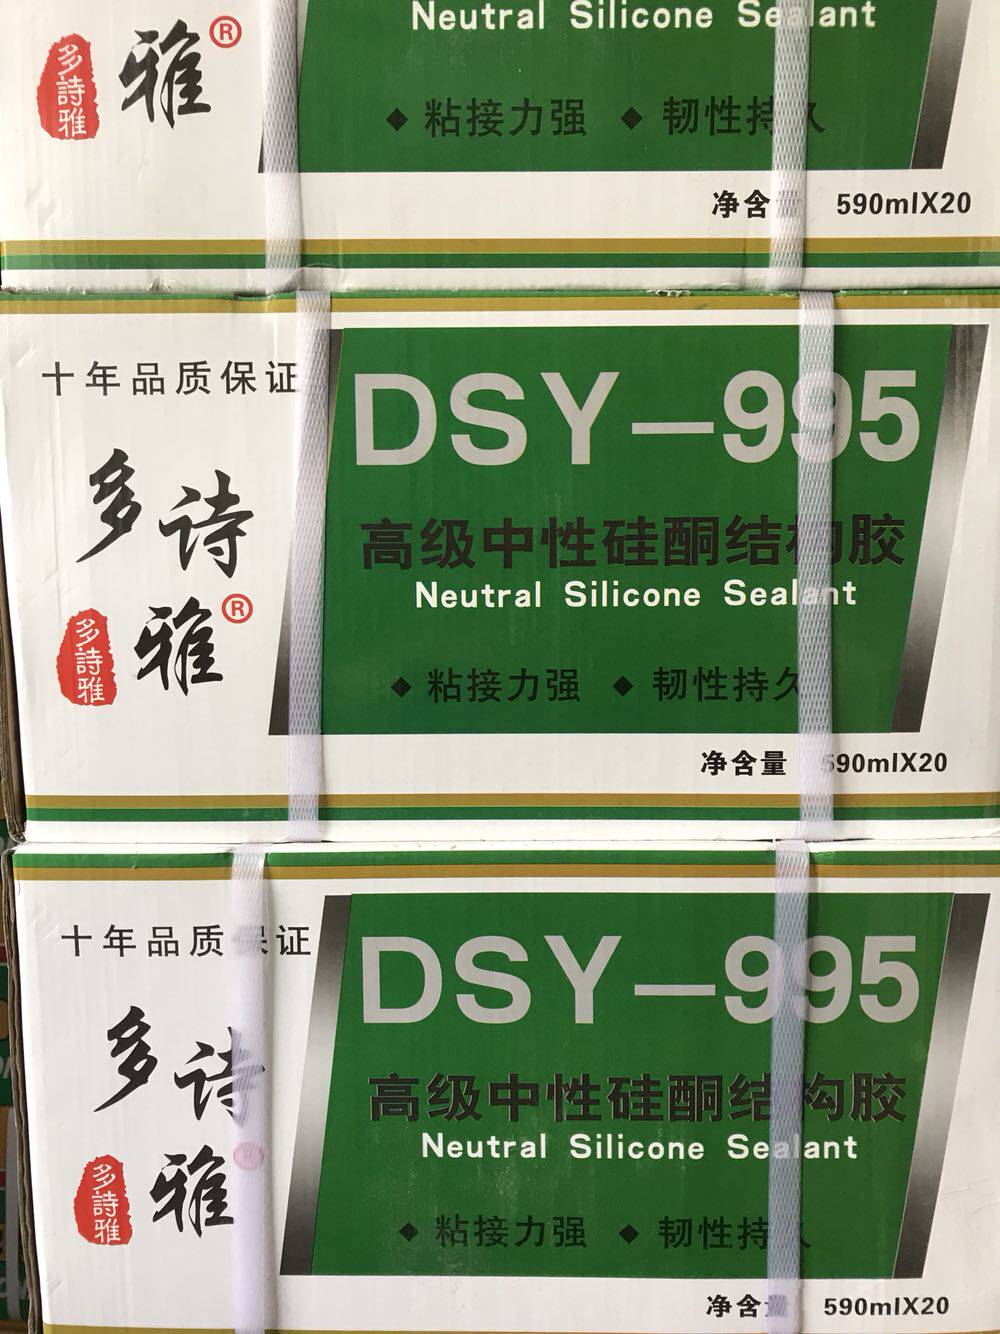 Neutral Silicone Sealant
多詩雅
雅®
◆ 粘接力强 ◆ 韧性持久
净含 590mlX20
十年品质保证
DSY-995
多诗
高级中性硅酮结构胶
Neutral Silicone Sealant
雅®
多詩雅
◆ 粘接力强 ◆ 韧性持久
净含量 590mlX20
十年品质保证
DSY-995
多诗
高级中性硅酮结构胶
Neutral Silicone Sealant
雅
多詩雅
◆ 粘接力强 ◆ 韧性持久
净含 590mlX20